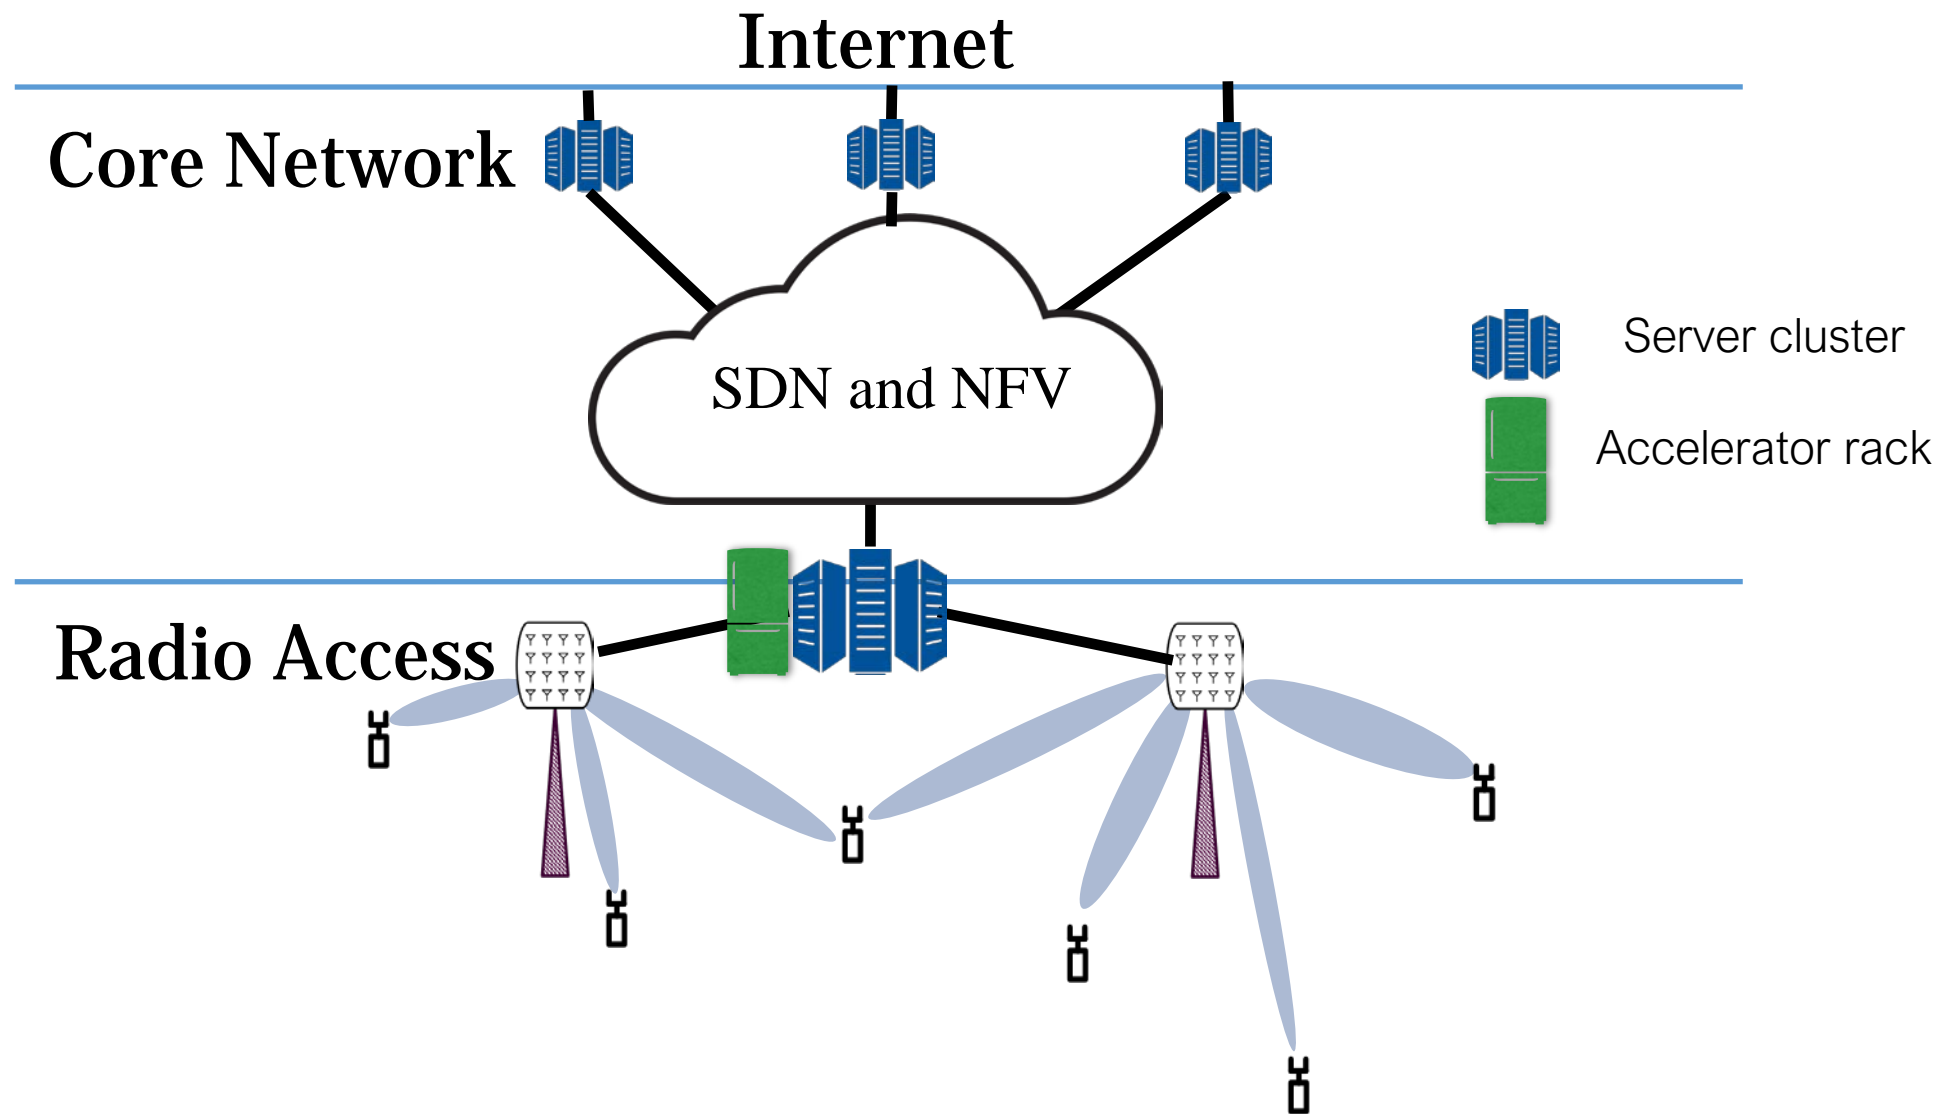 Internet
Core Network
SDN and NFV
Server cluster
Accelerator rack
Radio Access